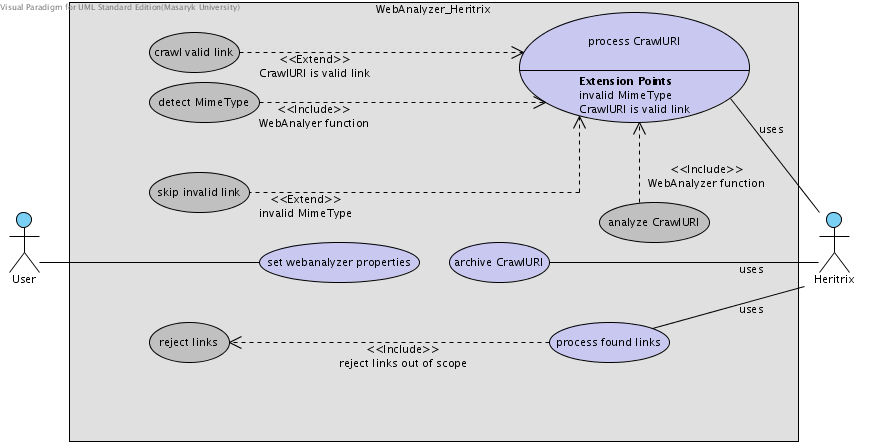 Visual Paradigm for UML Standard Edition(Masaryk University)
WebAnalyzer_Heritrix
process CrawlURI
Extension Points
invalid MimeType
CrawlURI is valid link
crawl valid link
<<Extend>>
CrawlURI is valid link
detect MimeType
<<Include>>
WebAnalyer function
uses
skip invalid link
<<Extend>>
invalid MimeType
<<Include>>
WebAnalyzer function
analyze CrawlURI
User
set webanalyzer properties
archive CrawlURI
uses
Heritrix
uses
reject links
<<Include>>
reject links out of scope
process found links